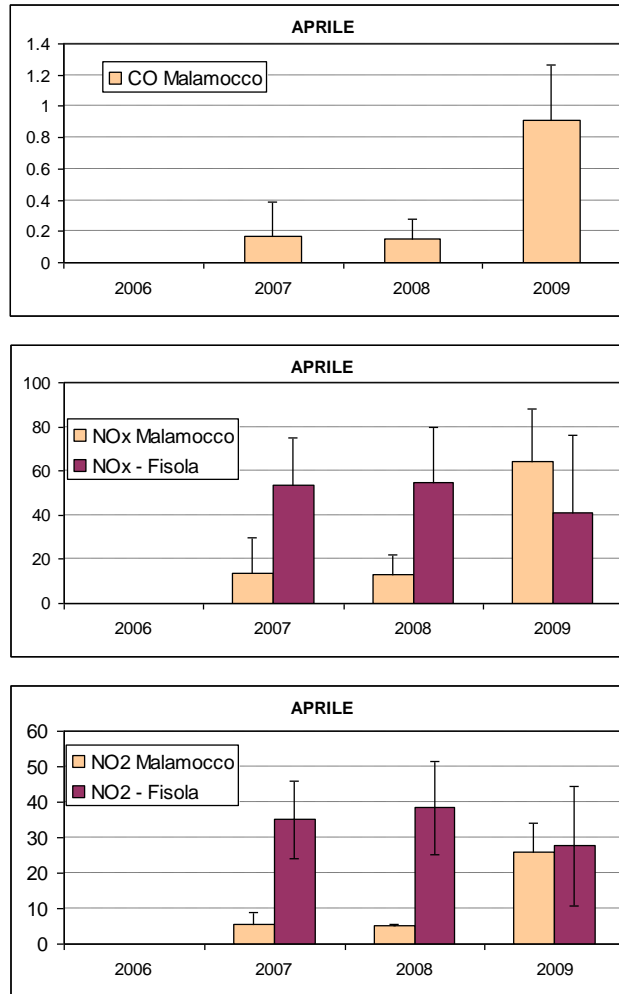 APRILE
1.4
1.2
1
0.8
0.6
0.4
0.2
0
CO Malamocco
2006 2007 2008 2009
APRILE
100
80
60
40
20
0
NOx Malamocco
NOx - Fisola
2006 2007 2008 2009
APRILE
60
50
40
30
20
10
0
NO2 Malamocco
NO2 - Fisola
2006 2007 2008 2009